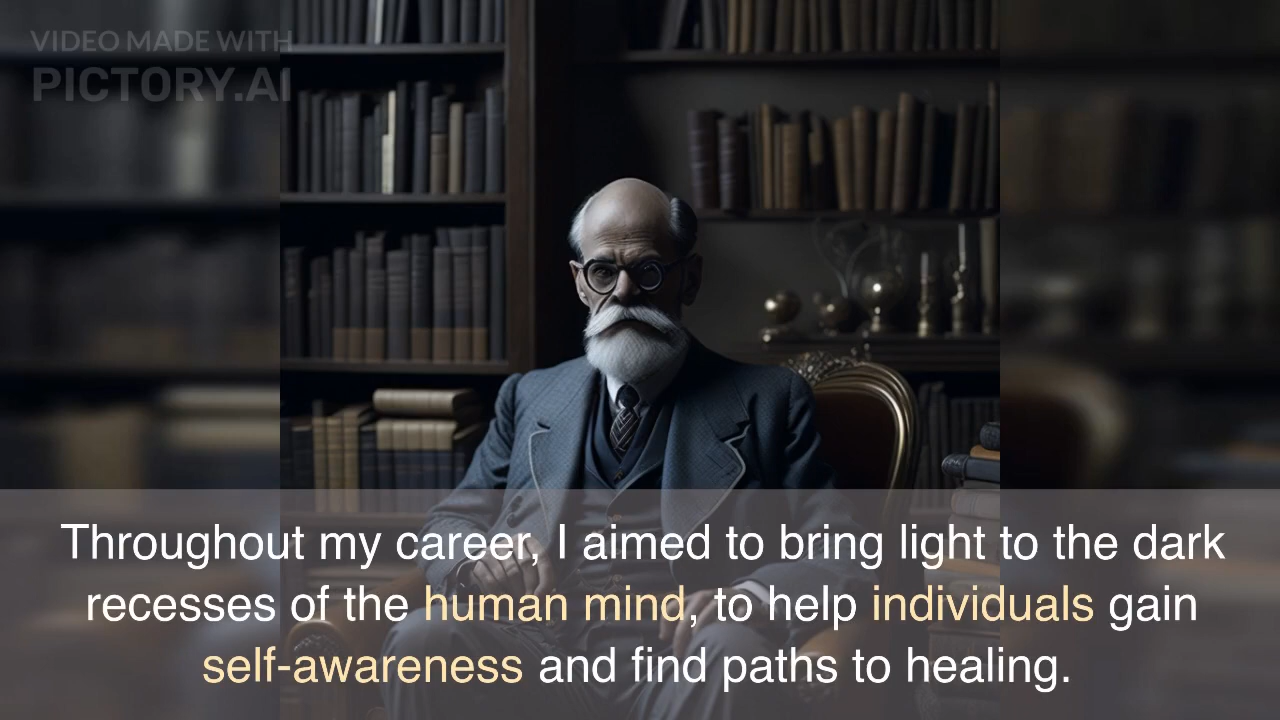 VIDEO MADE WITH
PICTORY.AI
Throughout my career, I aimed to bring light to the dark
recesses of the human mind, to help individuals gain
self-awareness and find paths to healing.